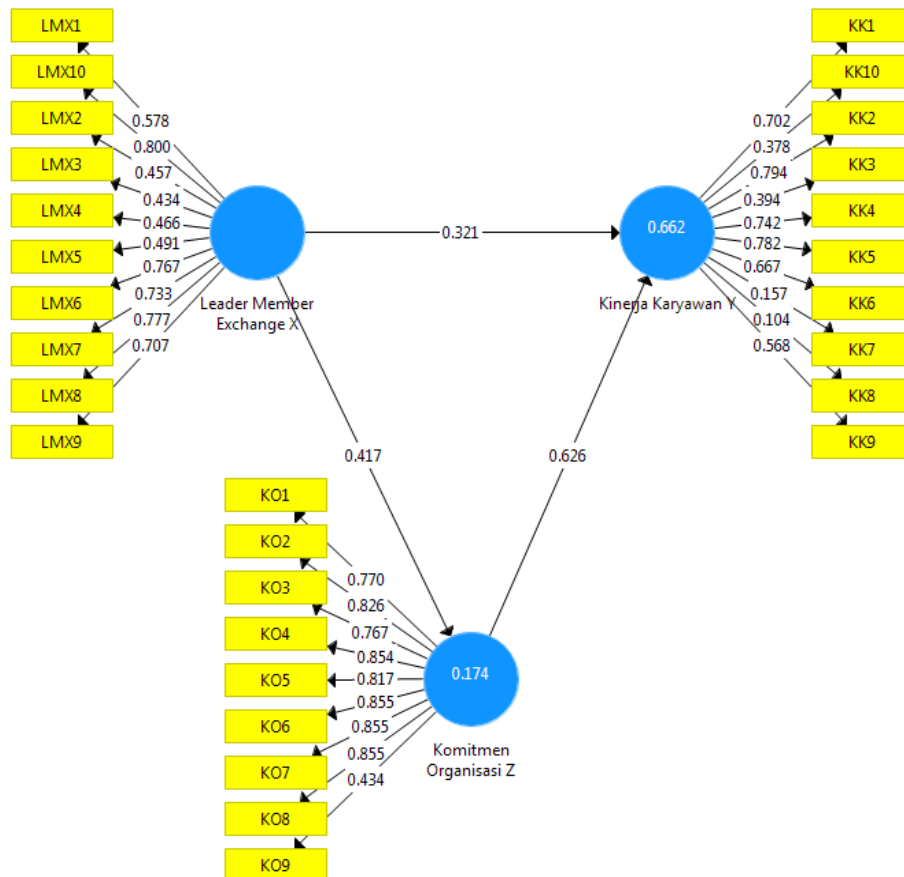 LMX1
LMX10
LMX2
LMX3
LMX4
LMX5
LMX6
LMX7
LMX8
LMX9
0.578
0.800
0.457
0.434
0.466
0.491
0.767
0.733
0.777
0.707
Leader Member
Exchange X
0.321
0.662
Kinerja Karyawan Y
0.702
0.378
0.794
0.394
0.742
0.782
0.667
0.157
0.104
0.568
KK1
KK10
KK2
KK3
KK4
KK5
KK6
KK7
KK8
KK9
0.417
0.626
KO1
KO2
KO3
KO4
KO5
KO6
KO7
KO8
KO9
0.770
0.826
0.767
0.854
0.817
0.855
0.855
0.855
0.434
0.174
Komitmen
Organisasi Z